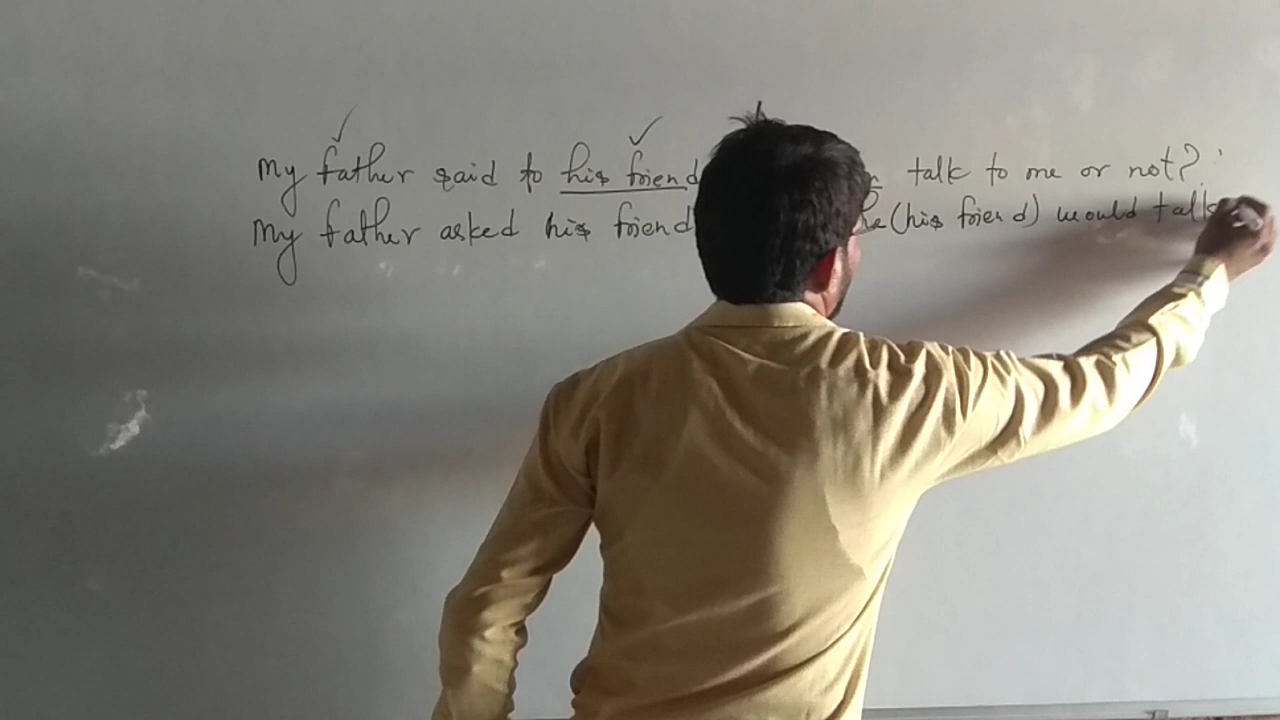 My father said to his friend talk to me or not?'
My father asked his friend he (his friend) would talk